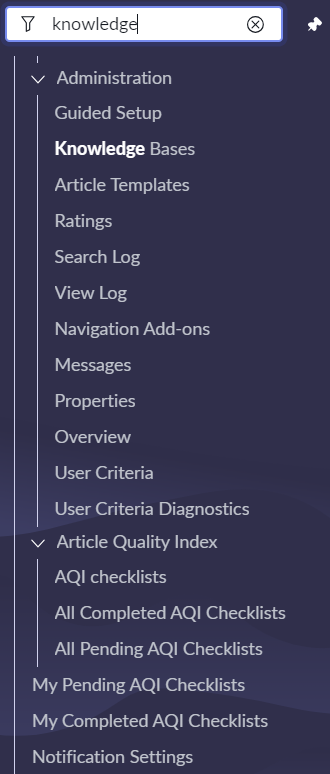 knowledge
Administration
Guided Setup
Knowledge Bases
Article Templates
Ratings
Search Log
View Log
Navigation Add-ons
Messages
Properties
Overview
User Criteria
User Criteria Diagnostics
Article Quality Index
AQI checklists
All Completed AQI Checklists
All Pending AQI Checklists
My Pending AQI Checklists
My Completed AQI Checklists
Notification Settings